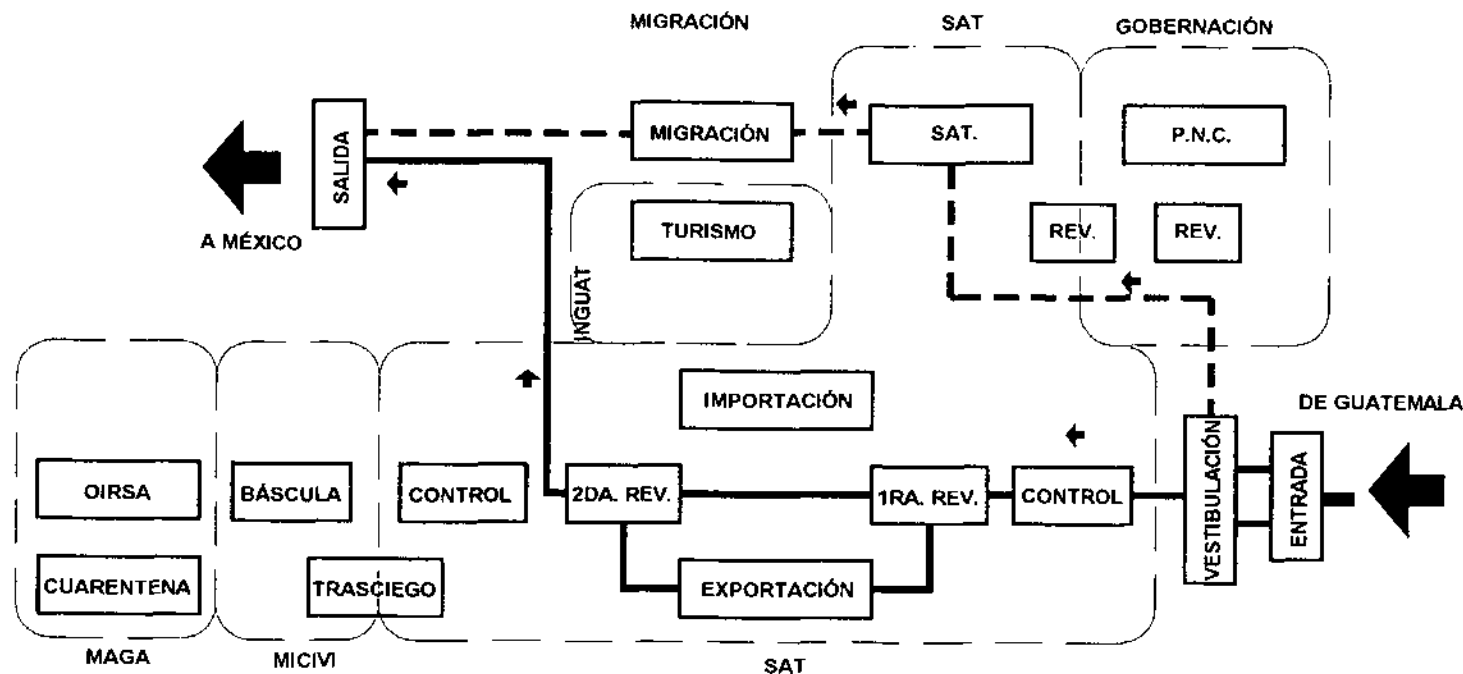 MIGRACIÓN
SAT
GOBERNACIÓN
MIGRACIÓN
SAT.
P.N.C.
SALIDA
A MÉXICO
TURISMO
REV.
REV.
INGUAT
IMPORTACIÓN
DE GUATEMALA
OIRSA
BÁSCULA
CONTROL
2DA. REV.
1RA. REV.
CONTROL
VESTIBULACIÓN
ENTRADA
CUARENTENA
TRASCIEGO
EXPORTACIÓN
MAGA
MICIVI
SAT